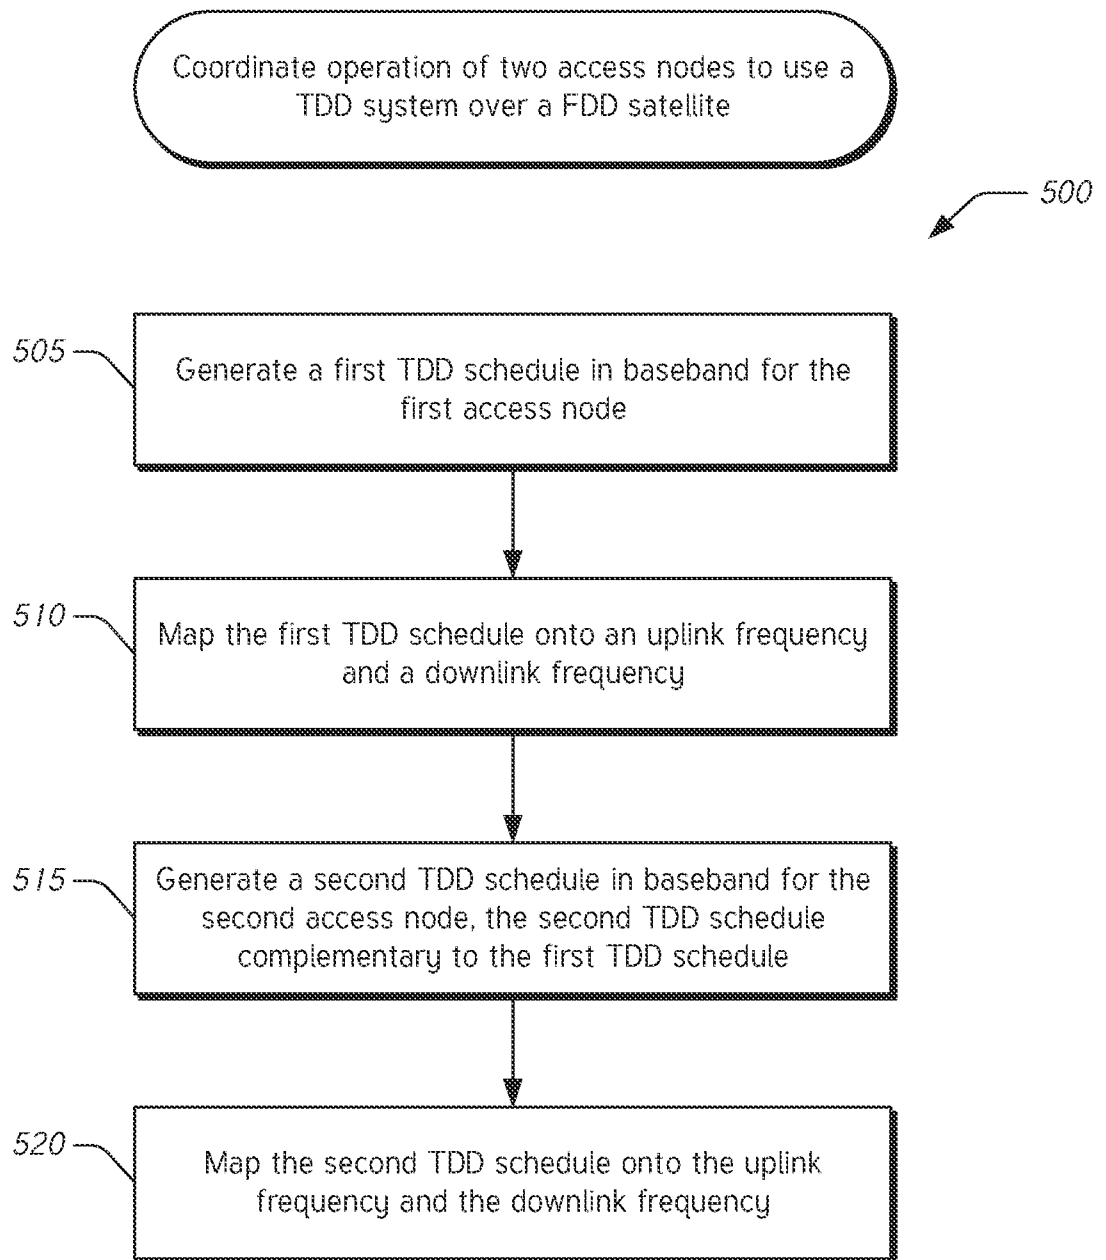 Coordinate operation of two access nodes to use a
TDD system over a FDD satellite
500
505
Generate a first TDD schedule in baseband for the
first access node
510
Map the first TDD schedule onto an uplink frequency
and a downlink frequency
515
Generate a second TDD schedule in baseband for the
second access node, the second TDD schedule
complementary to the first TDD schedule
520
Map the second TDD schedule onto the uplink
frequency and the downlink frequency